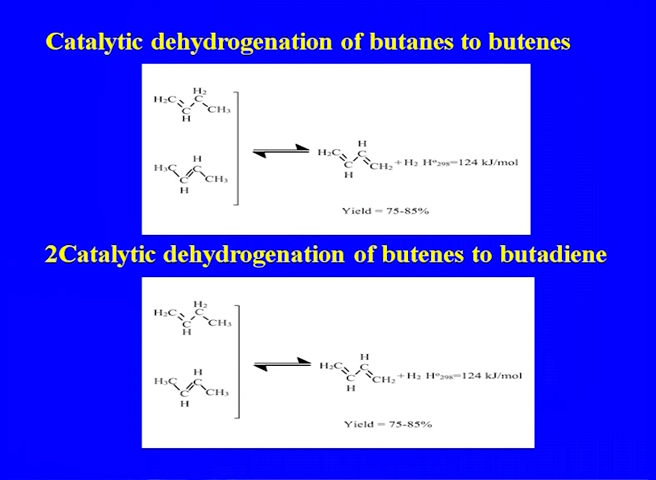 Catalytic dehydrogenation of butanes to butenes
H₂C
H₂
C
CH₃
C
H
H₃C
H
C
CH₃
C
H
H₂C
H
C
C
H
CH₂
+H₂ H°₂₉₈=124 kJ/mol
Yield = 75-85%
2Catalytic dehydrogenation of butenes to butadiene
H₂C
H₂
C
CH₃
C
H
H₃C
H
C
CH₃
C
H
H₂C
H
C
C
H
CH₂
+H₂ H°₂₉₈=124 kJ/mol
Yield = 75-85%